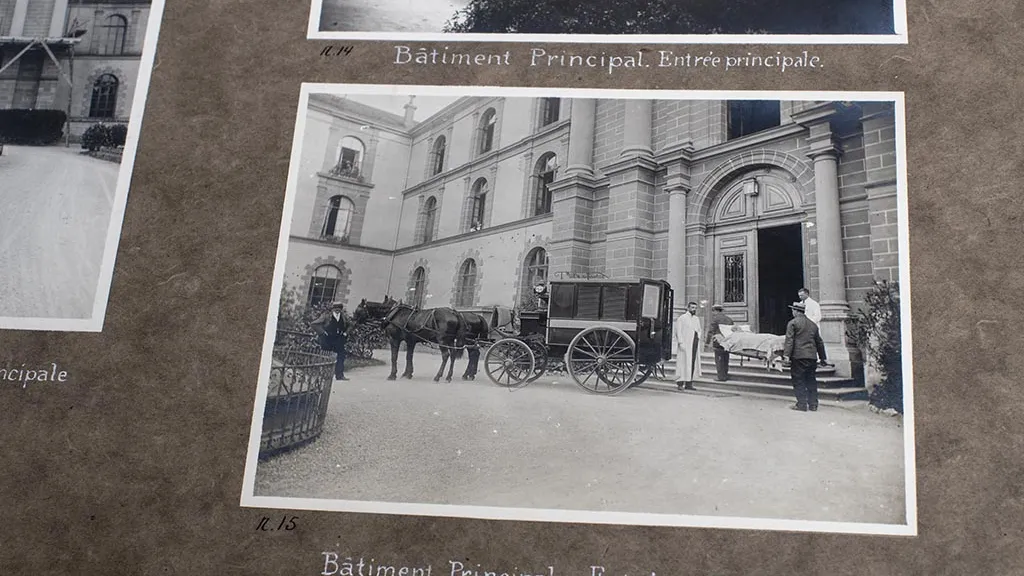 n.14
Bâtiment Principal. Entrée principale.
ncipale
n.15
Bâtiment Principal